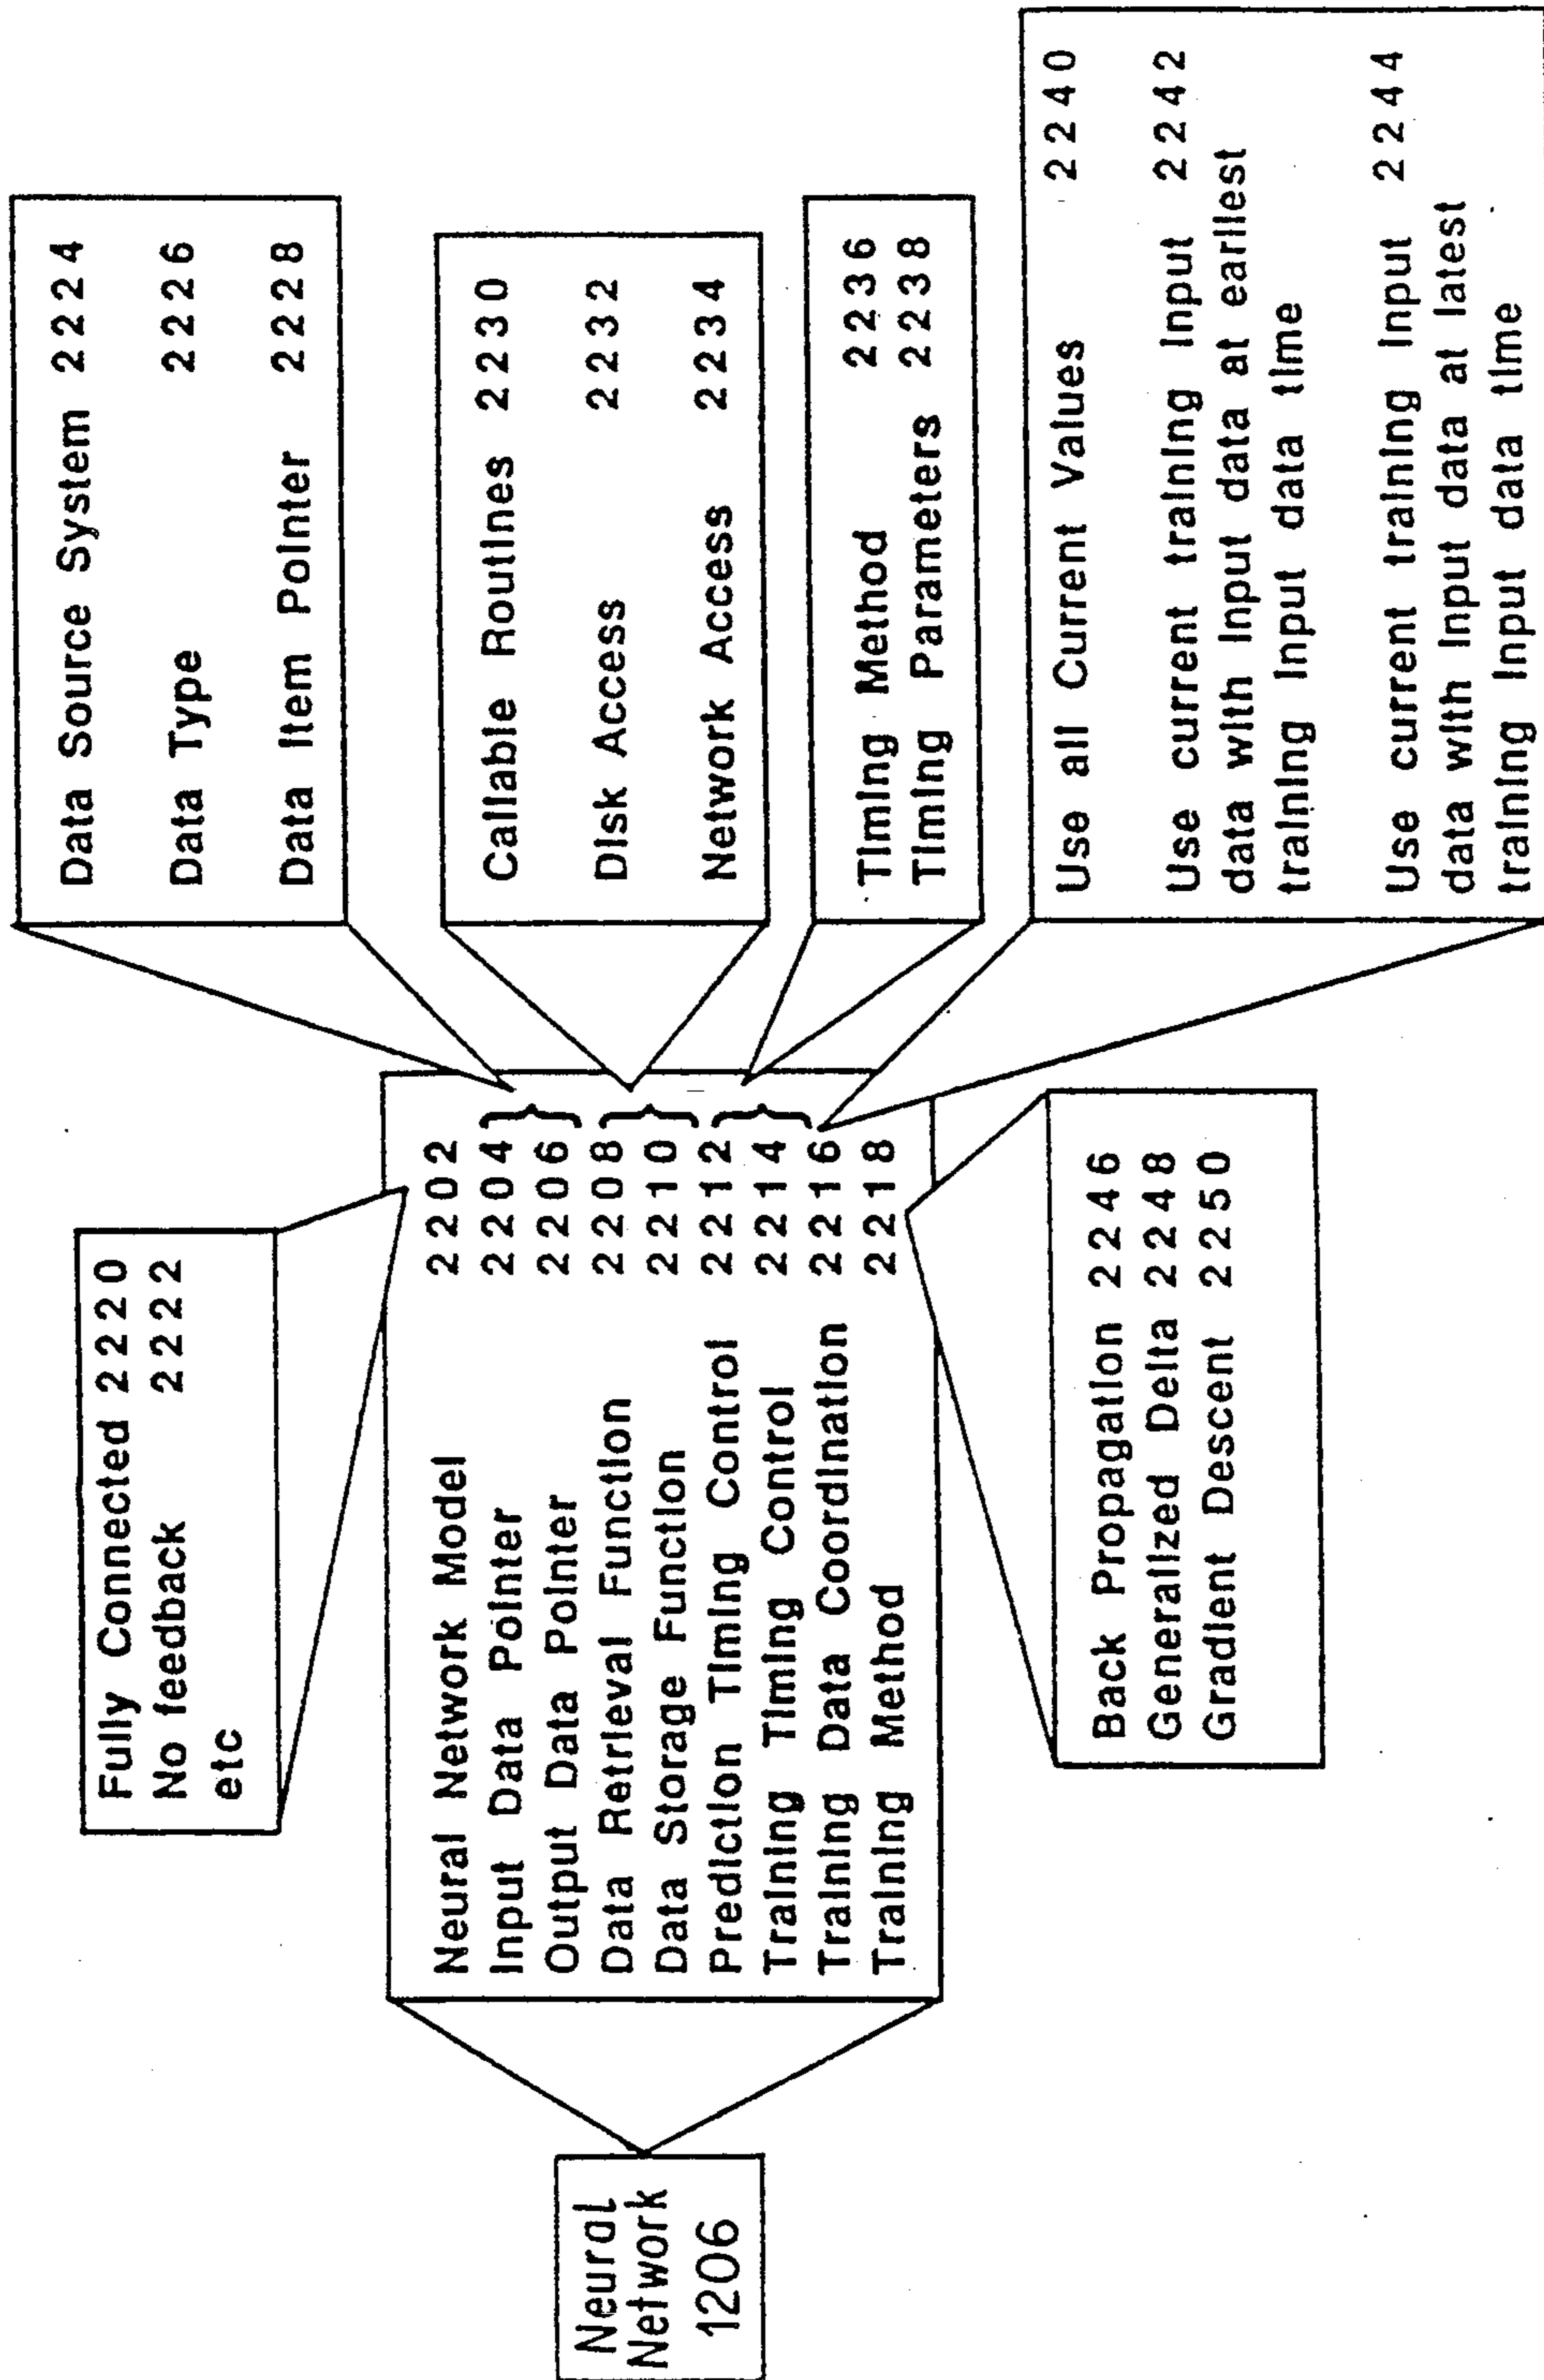 Neural
Network
1206
Fully Connected 2220
No feedback 2222
etc
Neural Network Model 2202
Input Data Pointer 2204
Output Data Pointer 2206
Data Retrieval Function 2208
Data Storage Function 2210
Prediction Timing Control 2212
Training Timing Control 2214
Training Data Coordination 2216
Training Method 2218
Back Propagation 2246
Generalized Delta 2248
Gradient Descent 2250
Data Source System 2224
Data Type 2226
Data Item Pointer 2228
Callable Routines 2230
Disk Access 2232
Network Access 2234
Timing Method 2236
Timing Parameters 2238
Use all Current Values 2240
Use current training input 2242
data with input data at earliest
training input data time
Use current training input 2244
data with input data at latest
training input data time